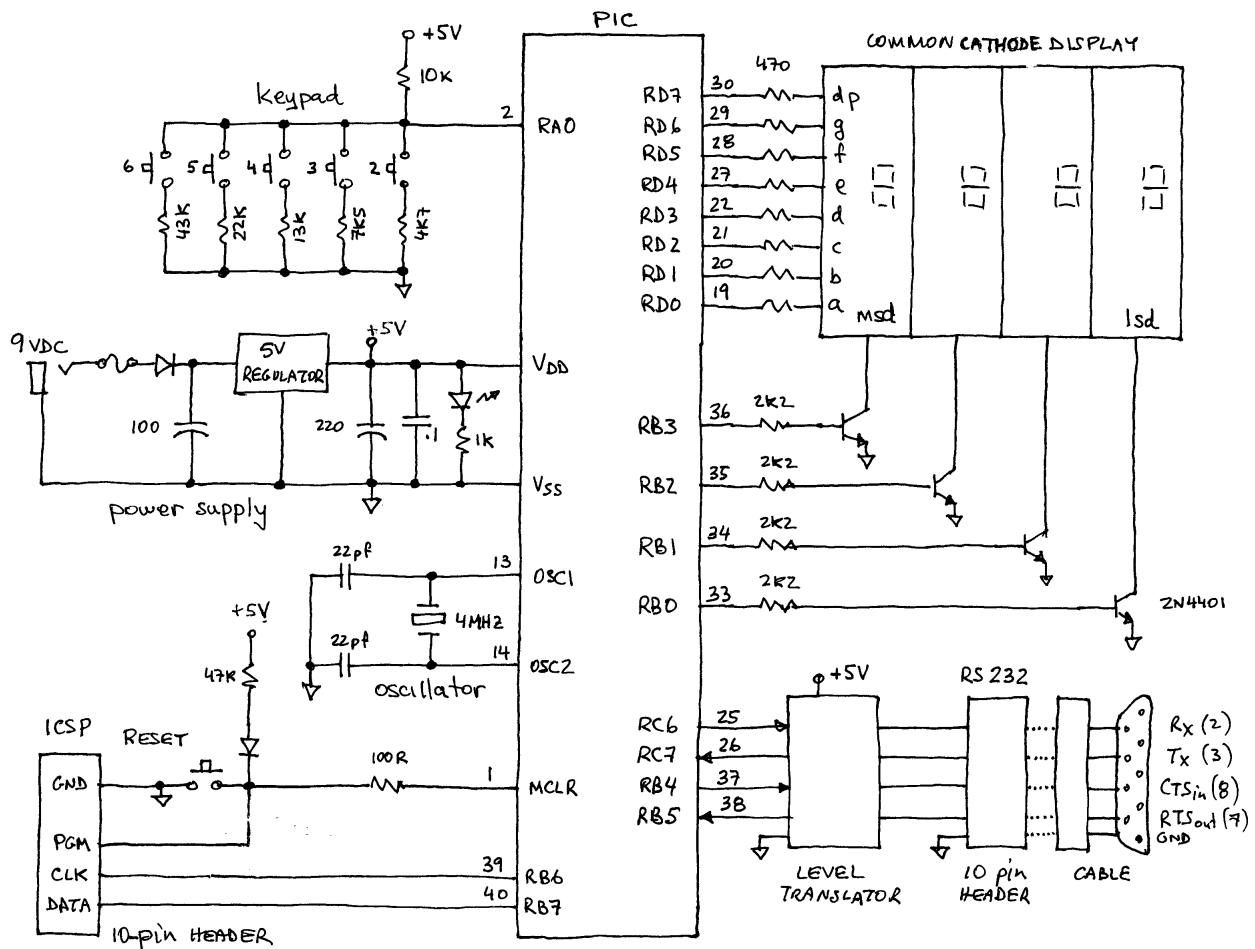 PIC
+5V
10K
keypad
2
RA0
6
5
4
3
2
43K
22K
13K
7K5
4K7
COMMON CATHODE DISPLAY
470
RD7 30 dp
RD6 29 g
RD5 28 f
RD4 27 e
RD3 22 d
RD2 21 c
RD1 20 b
RD0 19 a
msd
lsd
9 VDC
5V
REGULATOR
+5V
VDD
100
220
.1
1K
VSS
power supply
RB3 36 2K2
RB2 35 2K2
RB1 34 2K2
RB0 33 2K2
2N4401
22pf
13
OSC1
4MHZ
22pf
14
OSC2
oscillator
+5V
47K
ICSP
RESET
GND
100R
1
MCLR
PGM
CLK
39
RB6
DATA
40
RB7
10-pin HEADER
+5V
RS 232
RC6 25
RC7 26
RB4 37
RB5 38
Rx (2)
Tx (3)
CTSin (8)
RTSout (7)
GND
LEVEL
TRANSLATOR
10 pin
HEADER
CABLE